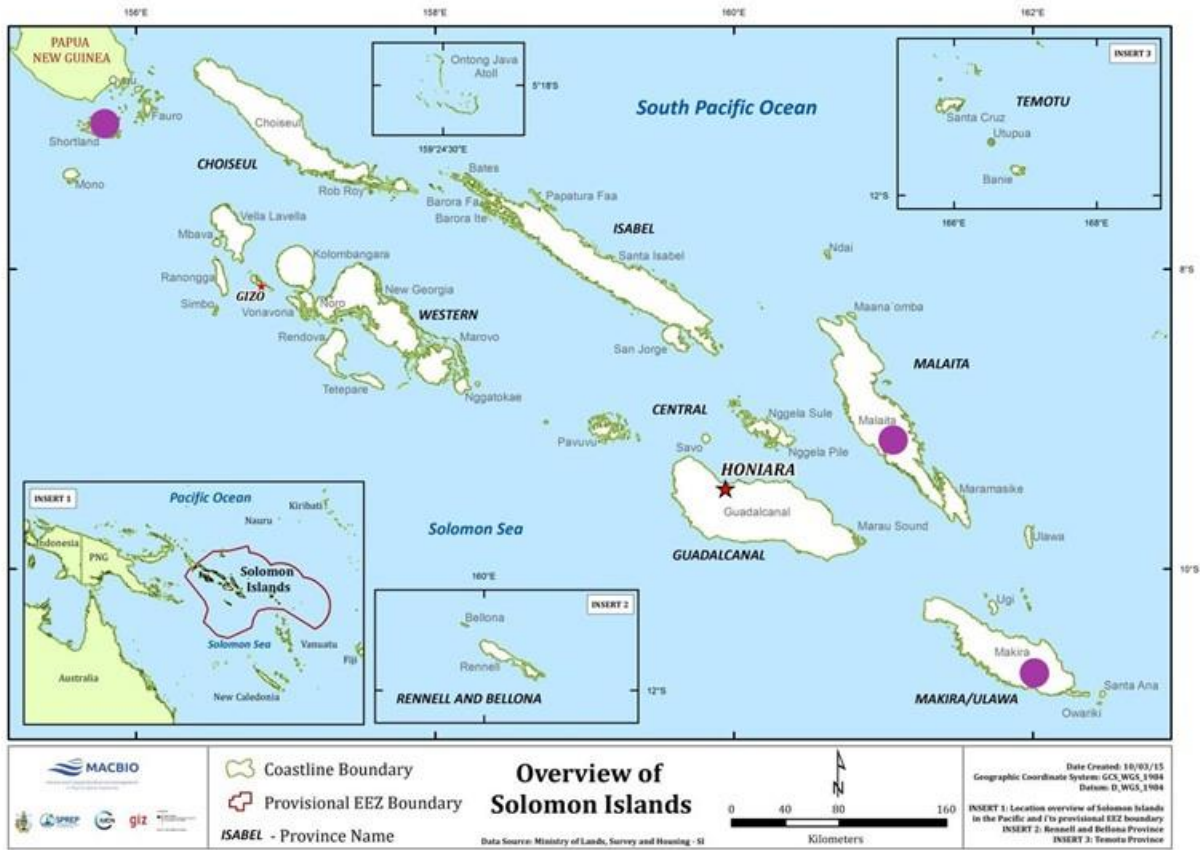 156°E
158°E
160°E
162°E
PAPUA
NEW GUINEA
Fauro
Shortland
Mono
Choiseul
CHOISEUL
Rob Roy
Ontong Java
Atoll
5°18'S
159°24'30"E
South Pacific Ocean
INSERT 3
TEMOTU
Santa Cruz
Utupua
Banie
12°S
166°E
168°E
Bates
Barora Fa
Barora Ite
Papatura Faa
ISABEL
Santa Isabel
San Jorge
Ndai
8°S
8°S
Vella Lavella
Mbava
Ranongga
Simbo
GIZO
Kolombangara
Noro
Vonavona
New Georgia
WESTERN
Rendova
Marovo
Tetepare
Nggatokae
Maana'omba
MALAITA
Malaita
Maramasike
CENTRAL
Nggela Sule
Nggela Pile
Pavuvu
Savo
HONIARA
Guadalcanal
GUADALCANAL
Marau Sound
Ulawa
10°S
Ugi
Makira
MAKIRA/ULAWA
Santa Ana
Owariki
Solomon Sea
INSERT 1
Pacific Ocean
Kiribati
Nauru
Indonesia
PNG
Solomon
Islands
Solomon Sea
Vanuatu
Fiji
Australia
New Caledonia
160°E
INSERT 2
Bellona
Rennell
12°S
RENNELL AND BELLONA
MACBIO
SPREP
IUCN
giz
Coastline Boundary
Provisional EEZ Boundary
ISABEL - Province Name
Overview of
Solomon Islands
Data Source: Ministry of Lands, Survey and Housing - SI
N
0 40 80 160
Kilometers
Date Created: 10/03/15
Geographic Coordinate System: GCS_WGS_1984
Datum: D_WGS_1984
INSERT 1: Location overview of Solomon Islands
in the Pacific and i'ts provisional EEZ boundary
INSERT 2: Rennell and Bellona Province
INSERT 3: Temotu Province